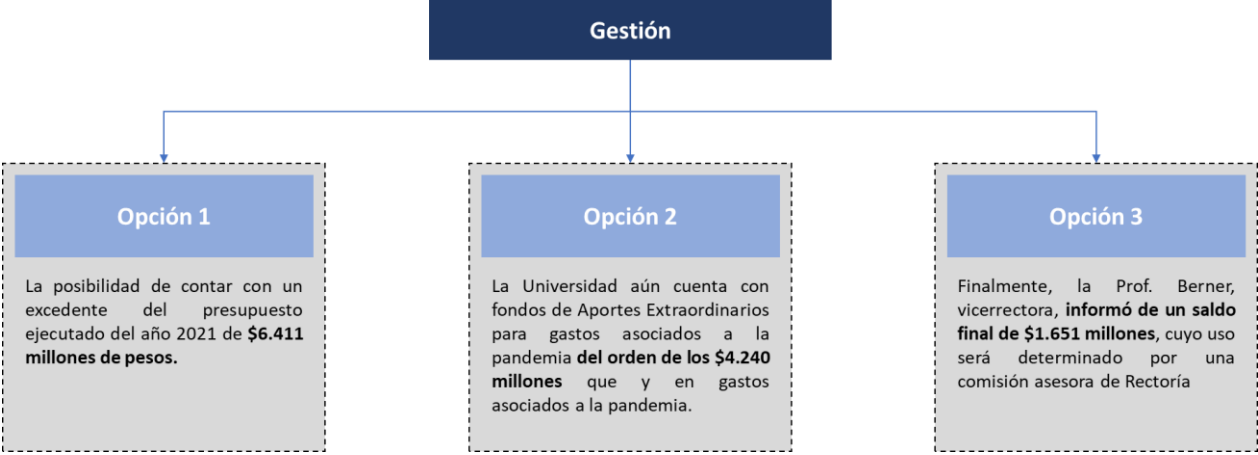 Gestión
Opción 1
La posibilidad de contar con un
excedente del presupuesto
ejecutado del año 2021 de $6.411
millones de pesos.
Opción 2
La Universidad aún cuenta con
fondos de Aportes Extraordinarios
para gastos asociados a la
pandemia del orden de los $4.240
millones que y en gastos
asociados a la pandemia.
Opción 3
Finalmente, la Prof. Berner,
vicerrectora, informó de un saldo
final de $1.651 millones, cuyo uso
será determinado por una
comisión asesora de Rectoría